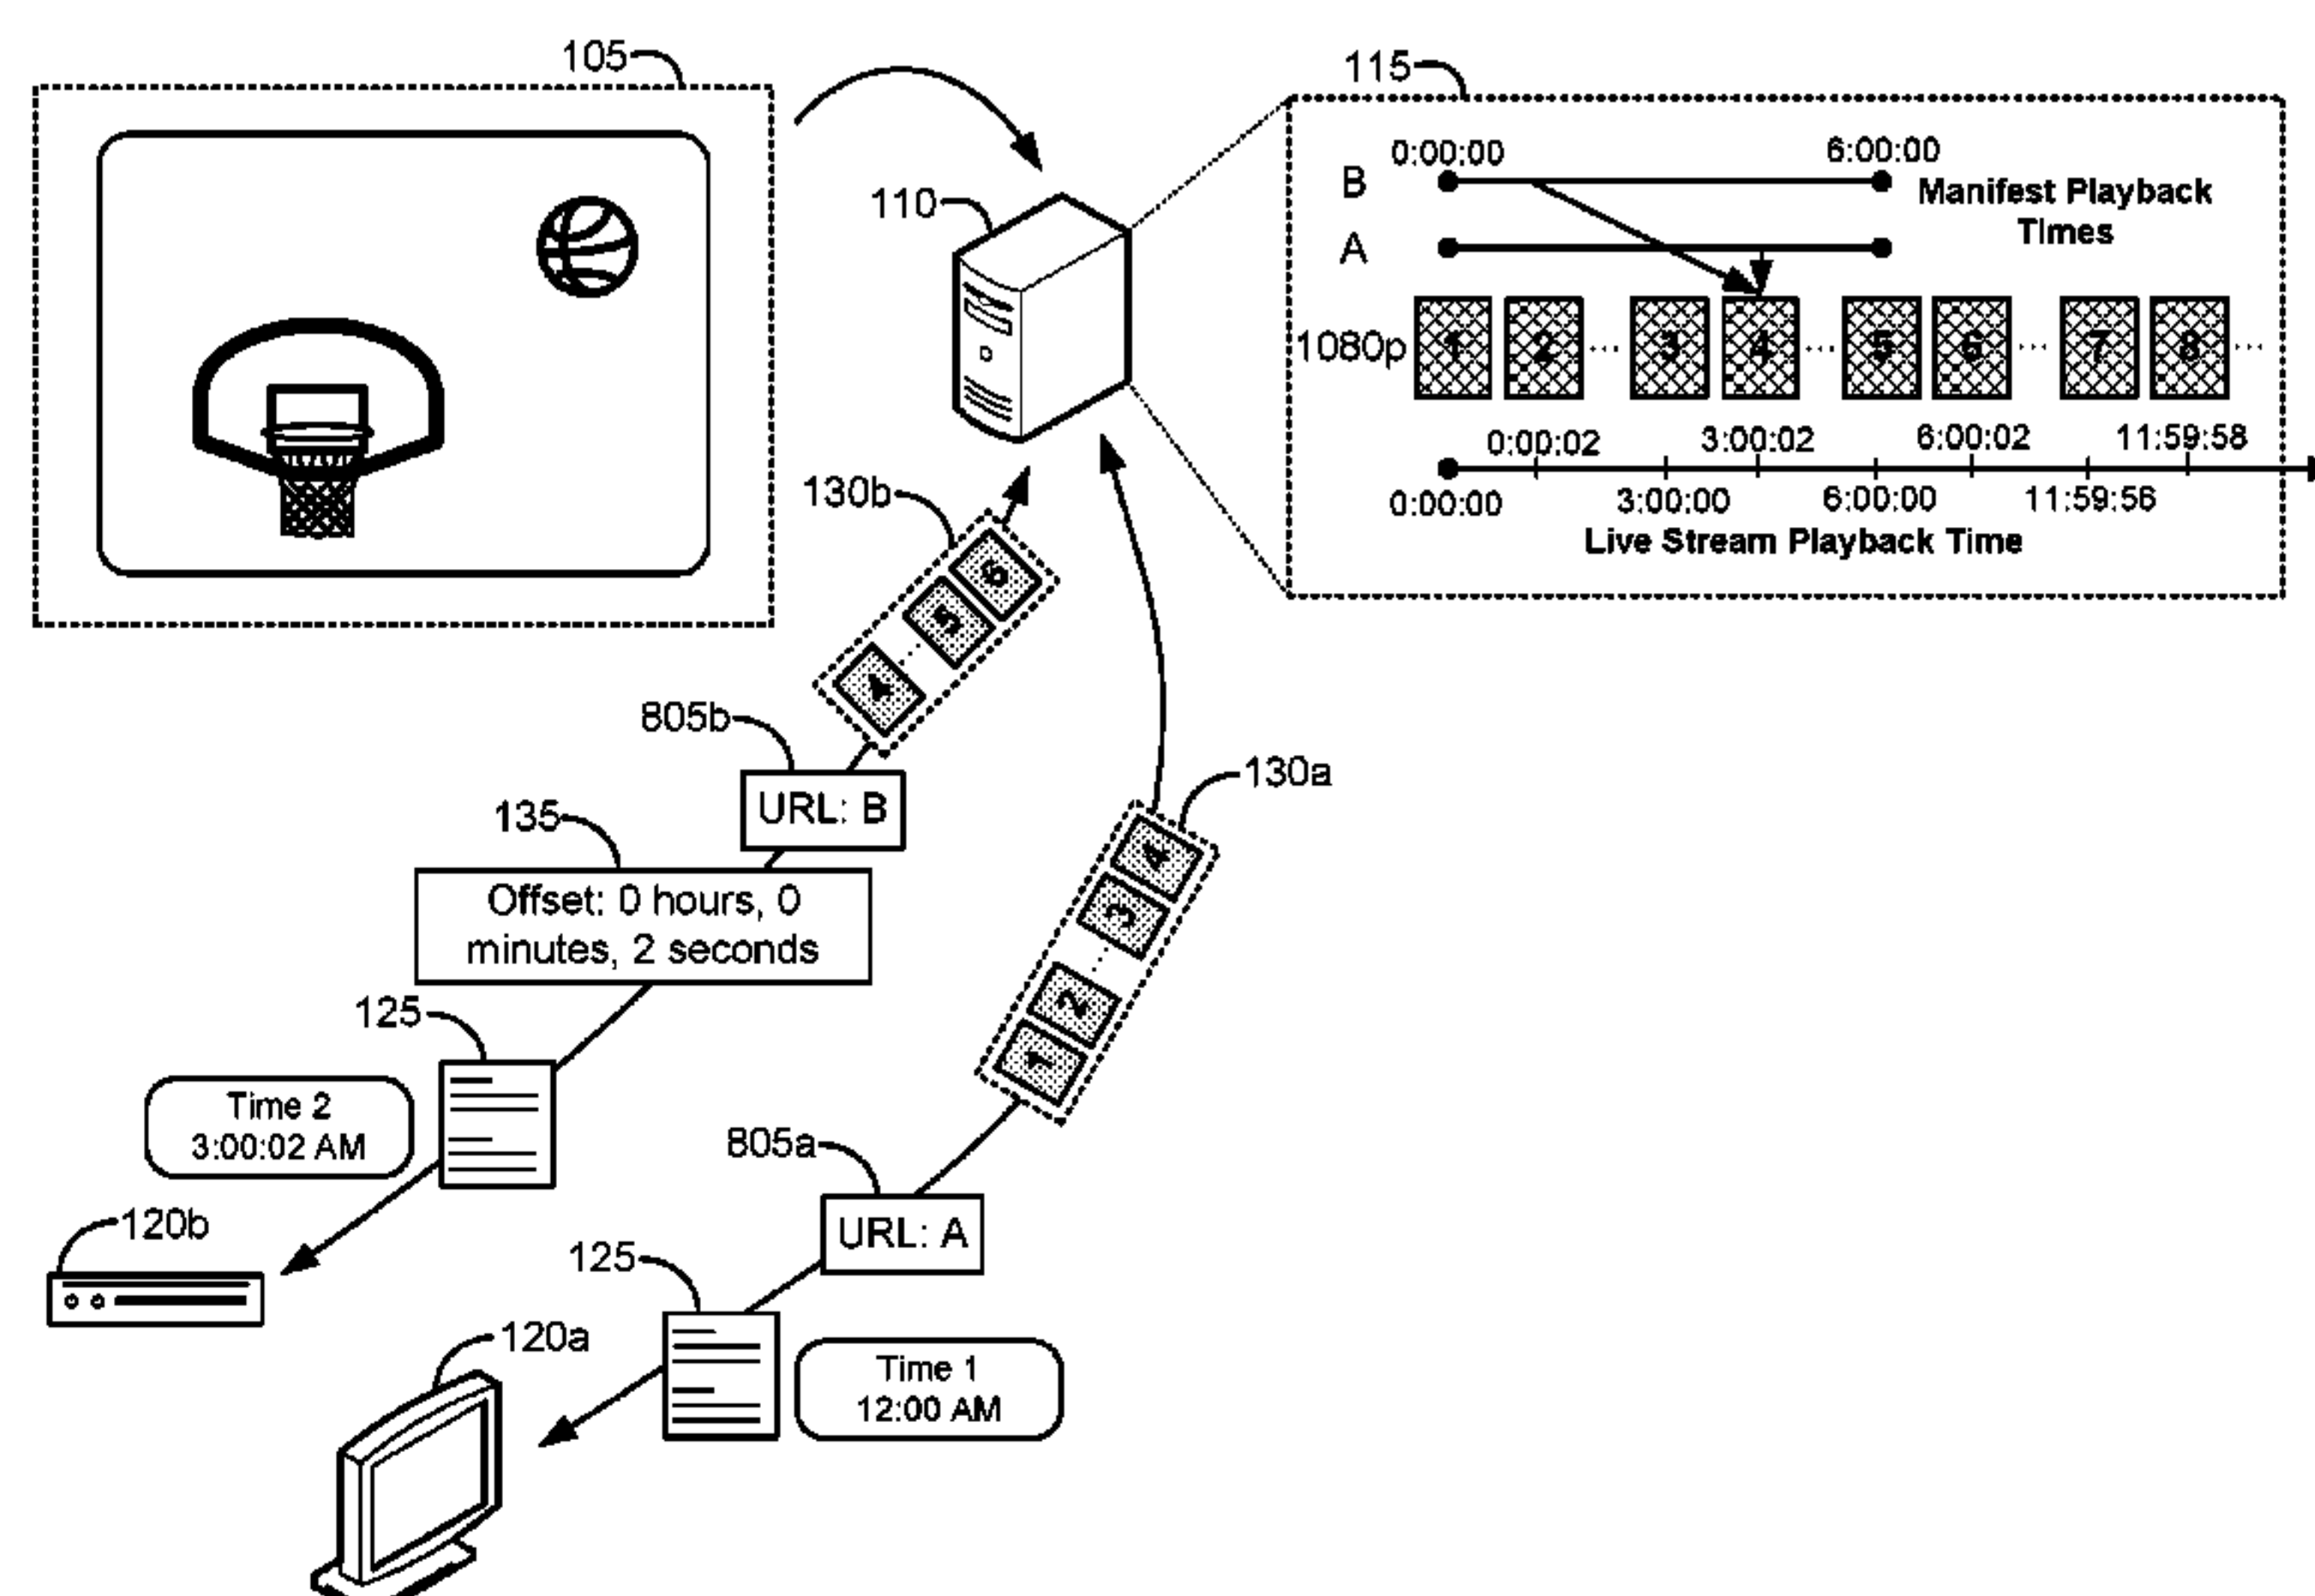 105
115
110
B
0:00:00
6:00:00
Manifest Playback
Times
A
1080p
1
2
...
3
4
...
5
6
...
7
8
...
0:00:02
3:00:02
6:00:02
11:59:58
0:00:00
3:00:00
6:00:00
11:59:56
Live Stream Playback Time
130b
4
5
6
805b
URL: B
130a
1
2
3
4
135
Offset: 0 hours, 0
minutes, 2 seconds
125
Time 2
3:00:02 AM
120b
805a
URL: A
125
120a
Time 1
12:00 AM